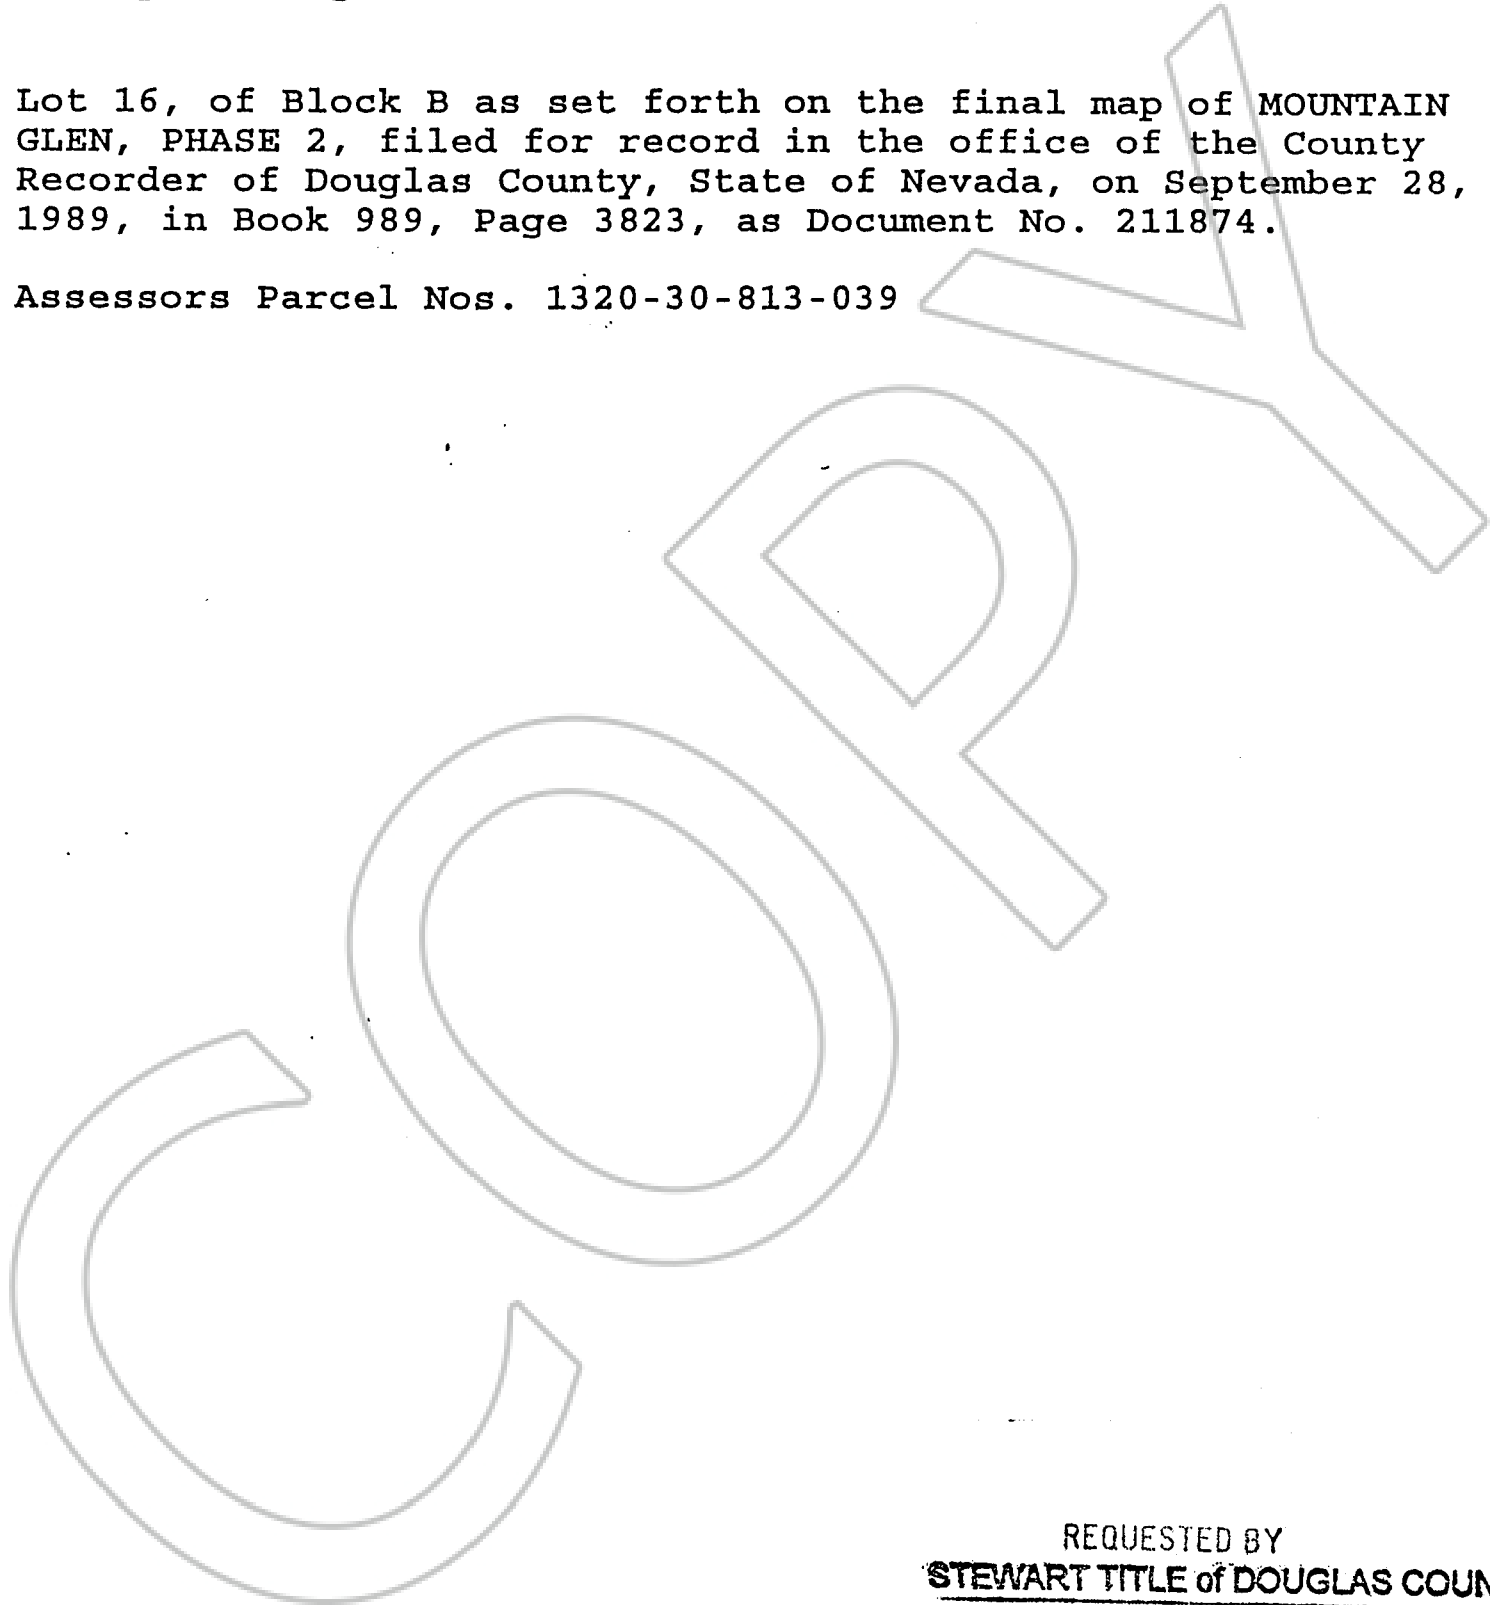 Lot 16, of Block B as set forth on the final map of MOUNTAIN
GLEN, PHASE 2, filed for record in the office of the County
Recorder of Douglas County, State of Nevada, on September 28,
1989, in Book 989, Page 3823, as Document No. 211874.
Assessors Parcel Nos. 1320-30-813-039
COPY
REQUESTED BY
STEWART TITLE of DOUGLAS COUN